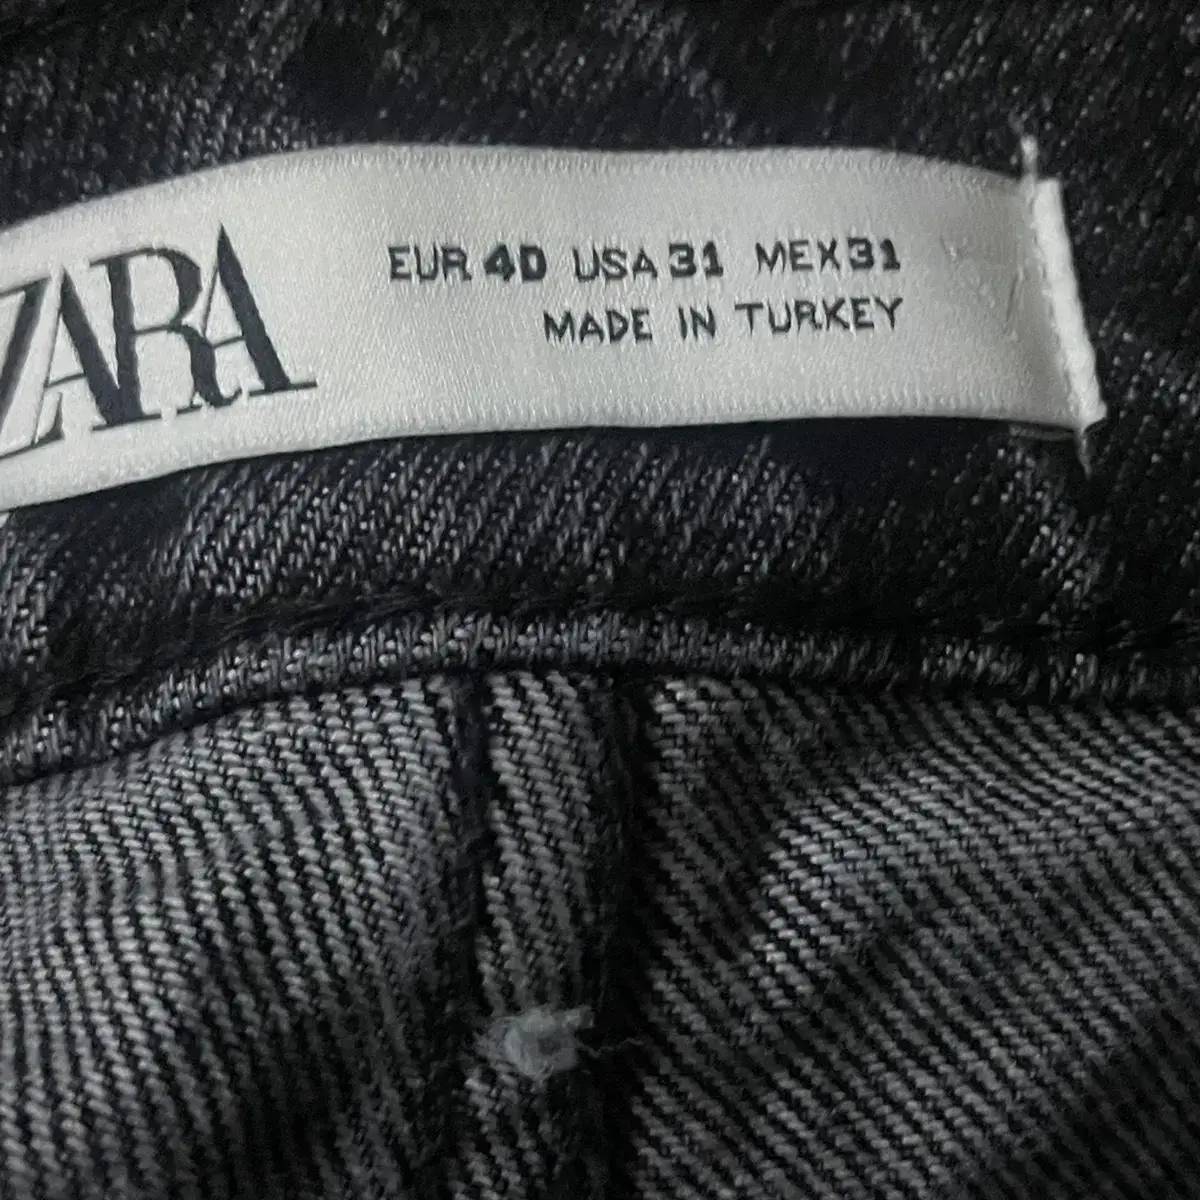 ZARA
EUR 40 USA 31 MEX 31
MADE IN TURKEY